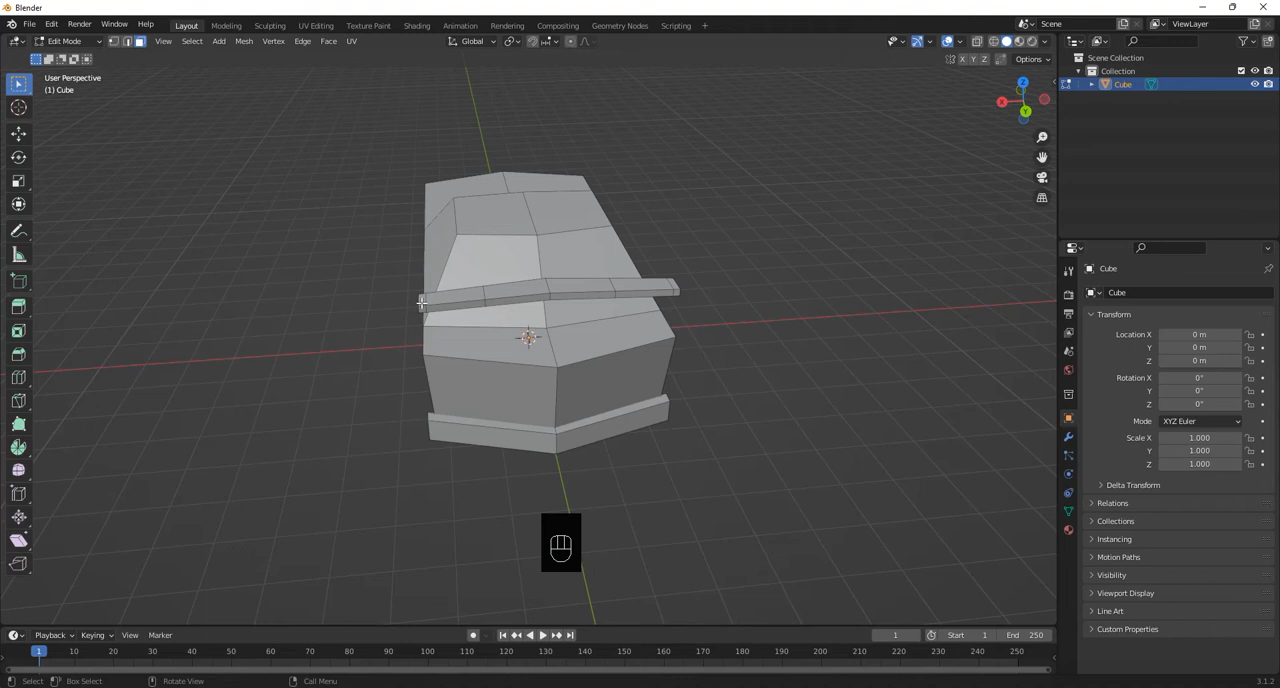 Blender
File Edit Render Window Help Layout Modeling Sculpting UV Editing Texture Paint Shading Animation Rendering Compositing Geometry Nodes Scripting + Scene ViewLayer
Edit Mode View Select Add Mesh Vertex Edge Face UV Global
X Y Z Options
User Perspective
(1) Cube
Z
X
Y
Scene Collection
Collection
Cube
Cube
Cube
Transform
Location X 0 m
Y 0 m
Z 0 m
Rotation X 0°
Y 0°
Z 0°
Mode XYZ Euler
Scale X 1.000
Y 1.000
Z 1.000
Delta Transform
Relations
Collections
Instancing
Motion Paths
Visibility
Viewport Display
Line Art
Custom Properties
Playback Keying View Marker 1 Start 1 End 250
1 10 20 30 40 50 60 70 80 90 100 110 120 130 140 150 160 170 180 190 200 210 220 230 240 250
Select Box Select Rotate View Call Menu 3.1.2